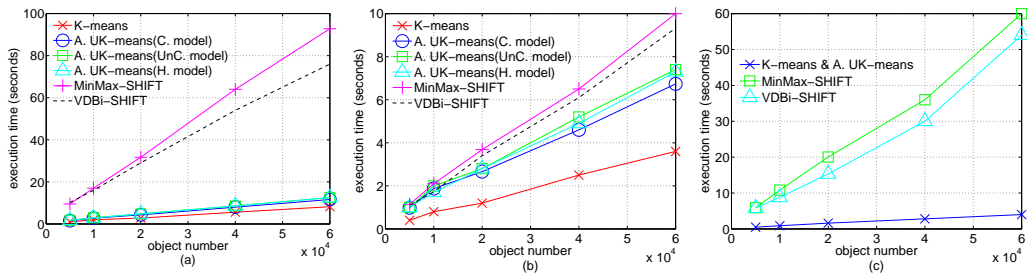 execution time (seconds)
100
80
60
40
20
0
0 1 2 3 4 5 6
x 10^4
object number
(a)
K−means
A. UK−means(C. model)
A. UK−means(UnC. model)
A. UK−means(H. model)
MinMax−SHIFT
VDBi−SHIFT
execution time (seconds)
10
8
6
4
2
0
0 1 2 3 4 5 6
x 10^4
object number
(b)
K−means
A. UK−means(C. model)
A. UK−means(UnC. model)
A. UK−means(H. model)
MinMax−SHIFT
VDBi−SHIFT
execution time (seconds)
60
50
40
30
20
10
0
0 1 2 3 4 5 6
x 10^4
object number
(c)
K−means & A. UK−means
MinMax−SHIFT
VDBi−SHIFT